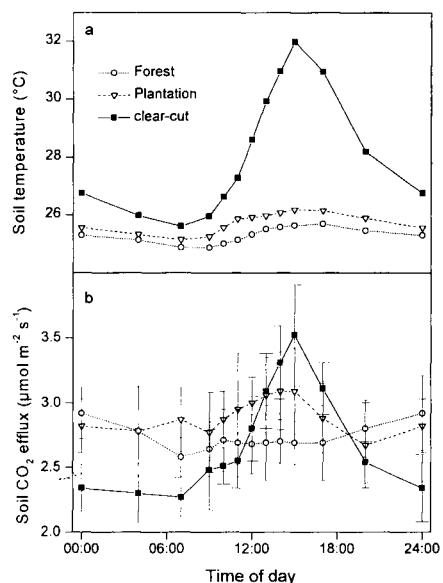 a
32
30
28
26
Soil temperature (°C)
Forest
Plantation
clear-cut
b
3.5
3.0
2.5
2.0
Soil CO2 efflux (μmol m-2 s-1)
00:00 06:00 12:00 18:00 24:00
Time of day